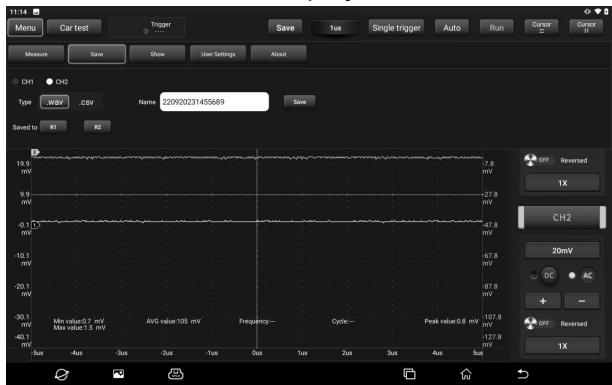 11:14
Menu Car test Trigger Save 1us Single trigger Auto Run Cursor Cursor
Measure Save Show User Settings About
CH1 CH2
Type .wav .csv Name 220920231455689 Save
Saved to R1 R2
2
19.9 mV -7.8 mV
OFF Reversed
1X
9.9 mV -27.8 mV
CH2
-0.1 mV 1 -47.8 mV
20mV
-10.1 mV -67.8 mV
DC AC
-20.1 mV -87.8 mV
+ −
-30.1 mV -107.8 mV
Min value:0.7 mV AVG value:105 mV Frequency:--- Cycle:--- Peak value:0.8 mV
Max value:1.5 mV
OFF Reversed
-40.1 mV -127.8 mV
1X
-5us -4us -3us -2us -1us 0us 1us 2us 3us 4us 5us